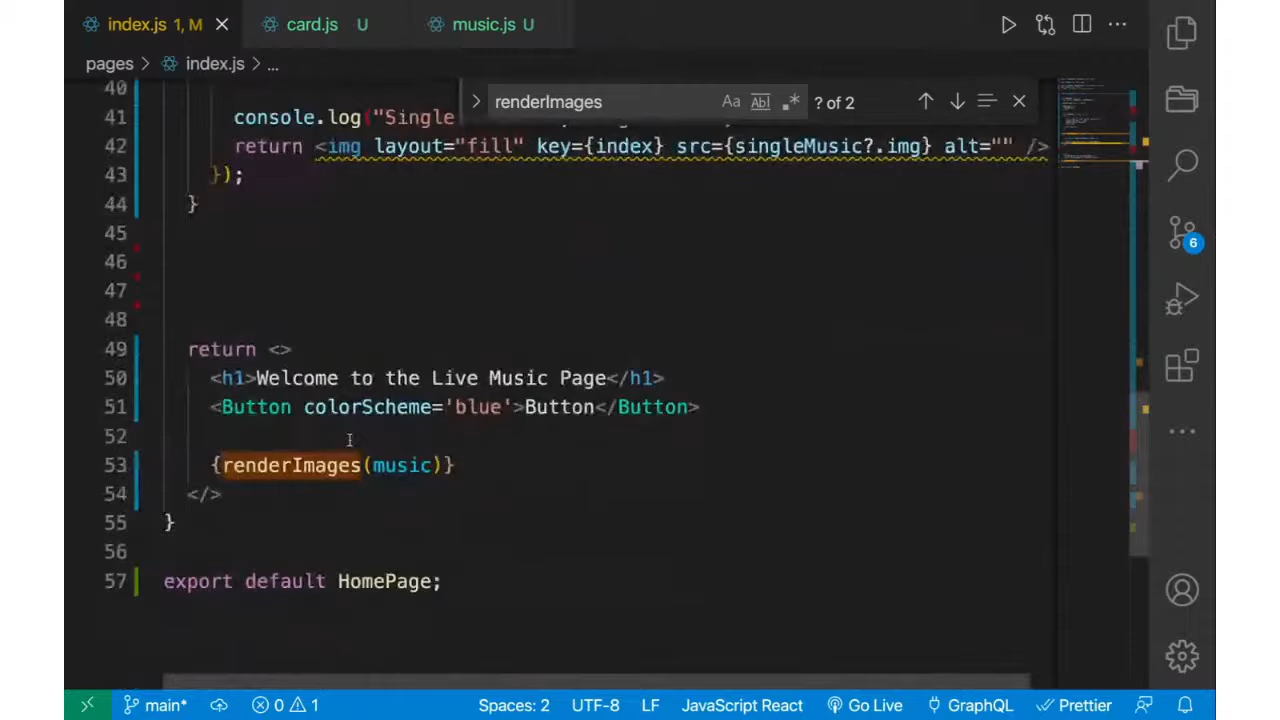 index.js 1, M
card.js U
music.js U
pages > index.js > ...
renderImages
Aa
Abl
.*
? of 2
40
41 console.log("Single
42 return <img layout="fill" key={index} src={singleMusic?.img} alt="" />
43 });
44 }
45
46
47
48
49 return <>
50 <h1>Welcome to the Live Music Page</h1>
51 <Button colorScheme='blue'>Button</Button>
52
53 {renderImages(music)}
54 </>
55 }
56
57 export default HomePage;
6
main* 0 1 Spaces: 2 UTF-8 LF JavaScript React Go Live GraphQL Prettier